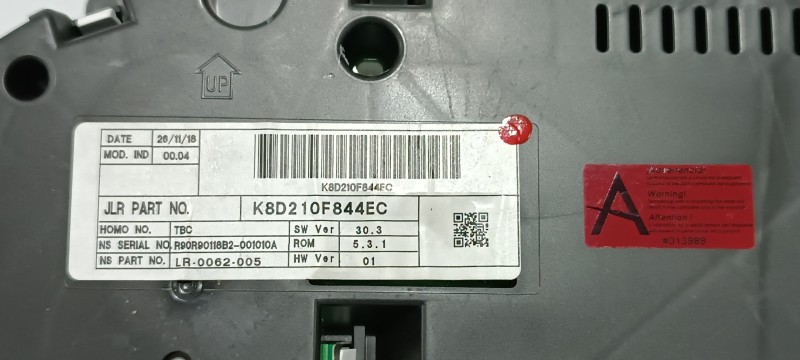 UP
DATE 26/11/18
MOD. IND 00.04
K8D210F844EC
JLR PART NO. K8D210F844EC
HOMO NO. TBC SW Ver 30.3
NS SERIAL NO. R90R90118B2-001010A ROM 5.3.1
NS PART NO. LR-0062-005 HW Ver 01
A
Warning!
Attention!